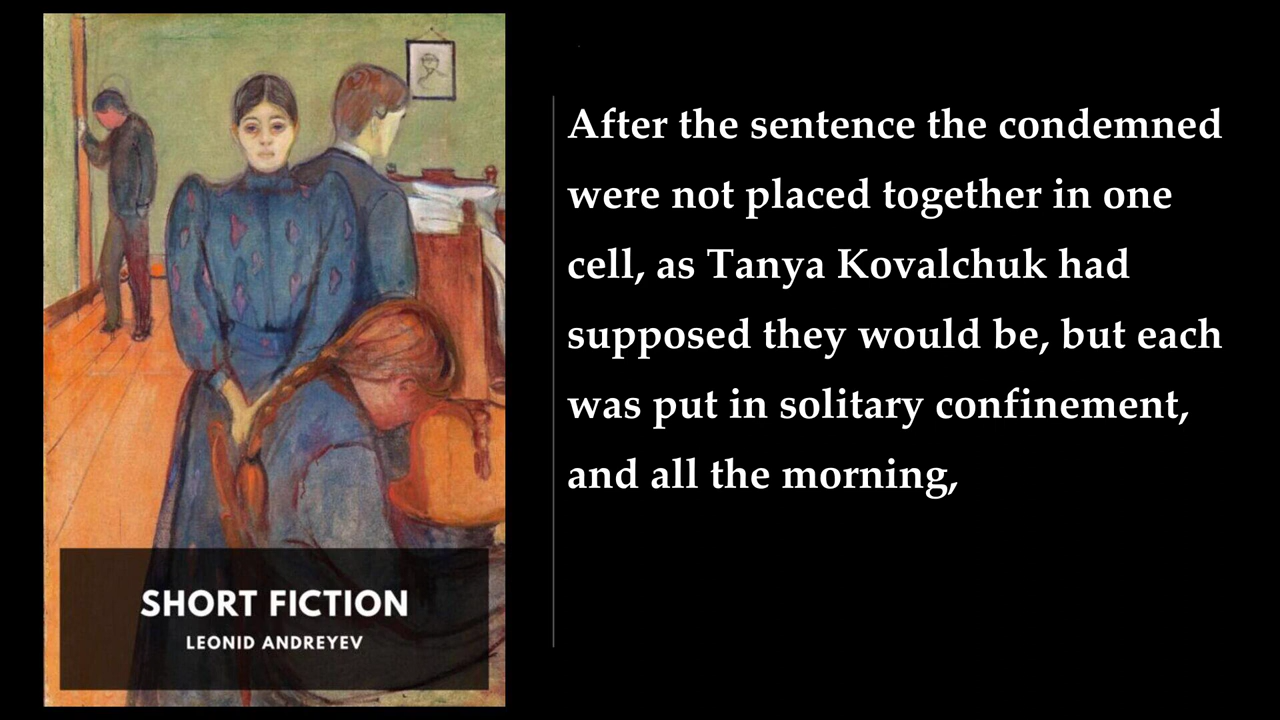 SHORT FICTION
LEONID ANDREYEV
After the sentence the condemned
were not placed together in one
cell, as Tanya Kovalchuk had
supposed they would be, but each
was put in solitary confinement,
and all the morning,